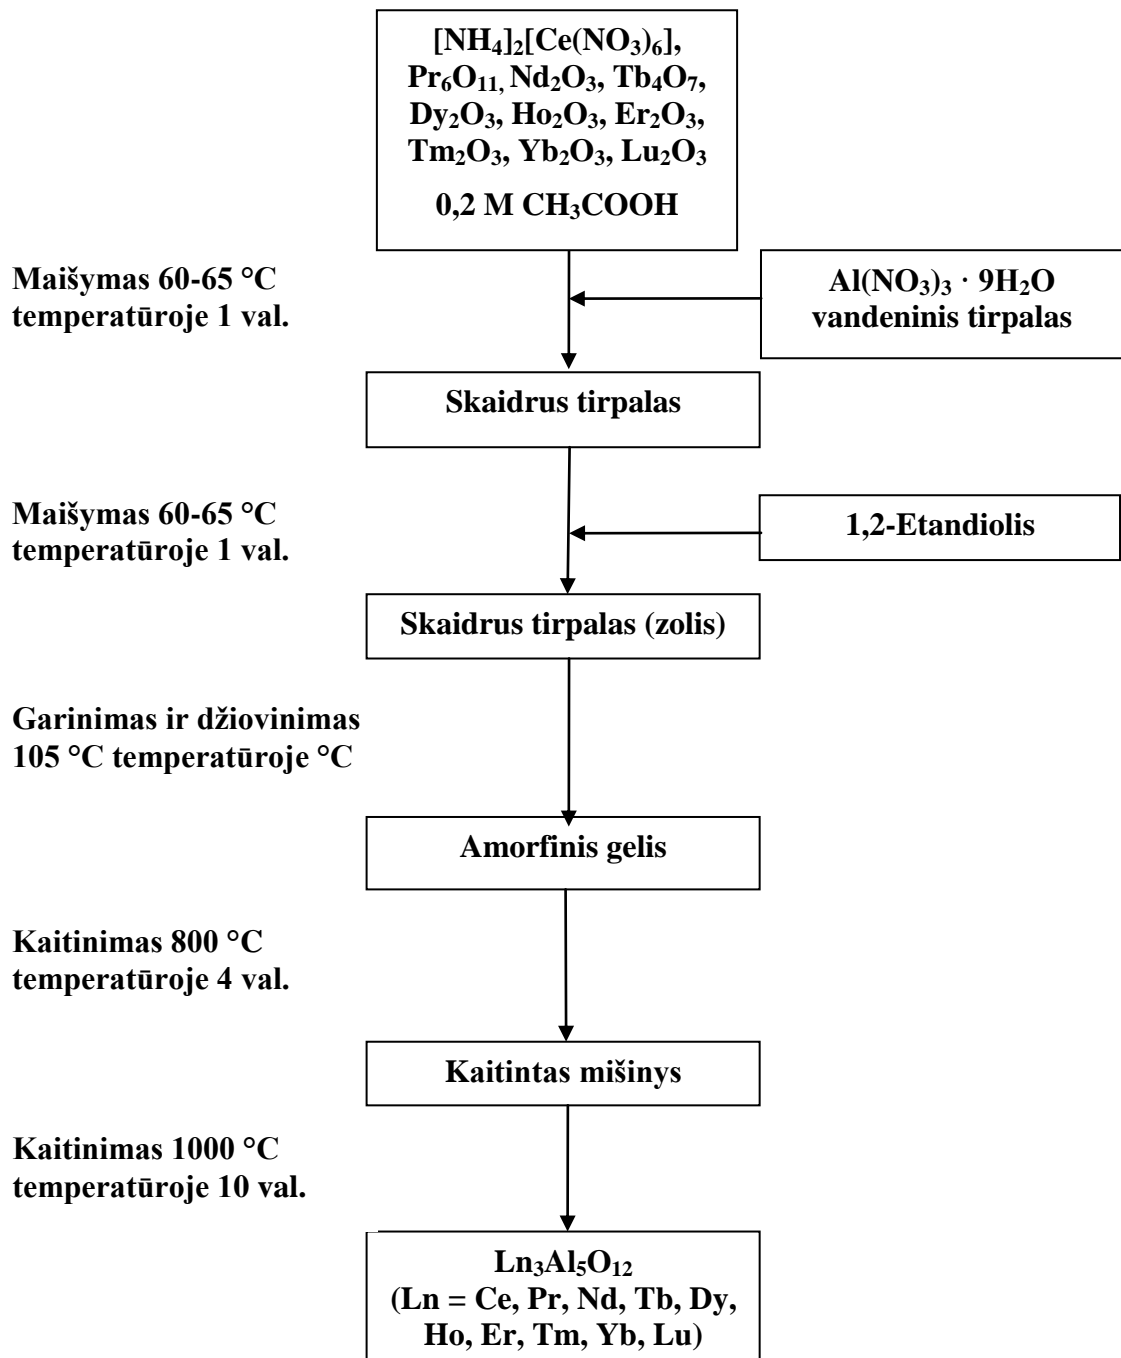 [NH₄]₂[Ce(NO₃)₆],
Pr₆O₁₁, Nd₂O₃, Tb₄O₇,
Dy₂O₃, Ho₂O₃, Er₂O₃,
Tm₂O₃, Yb₂O₃, Lu₂O₃
0,2 M CH₃COOH
Maišymas 60-65 °C
temperatūroje 1 val.
Al(NO₃)₃ · 9H₂O
vandeninis tirpalas
Skaidrus tirpalas
Maišymas 60-65 °C
temperatūroje 1 val.
1,2-Etandiolis
Skaidrus tirpalas (zolis)
Garinimas ir džiovinimas
105 °C temperatūroje °C
Amorfinis gelis
Kaitinimas 800 °C
temperatūroje 4 val.
Kaitintas mišinys
Kaitinimas 1000 °C
temperatūroje 10 val.
Ln₃Al₅O₁₂
(Ln = Ce, Pr, Nd, Tb, Dy,
Ho, Er, Tm, Yb, Lu)